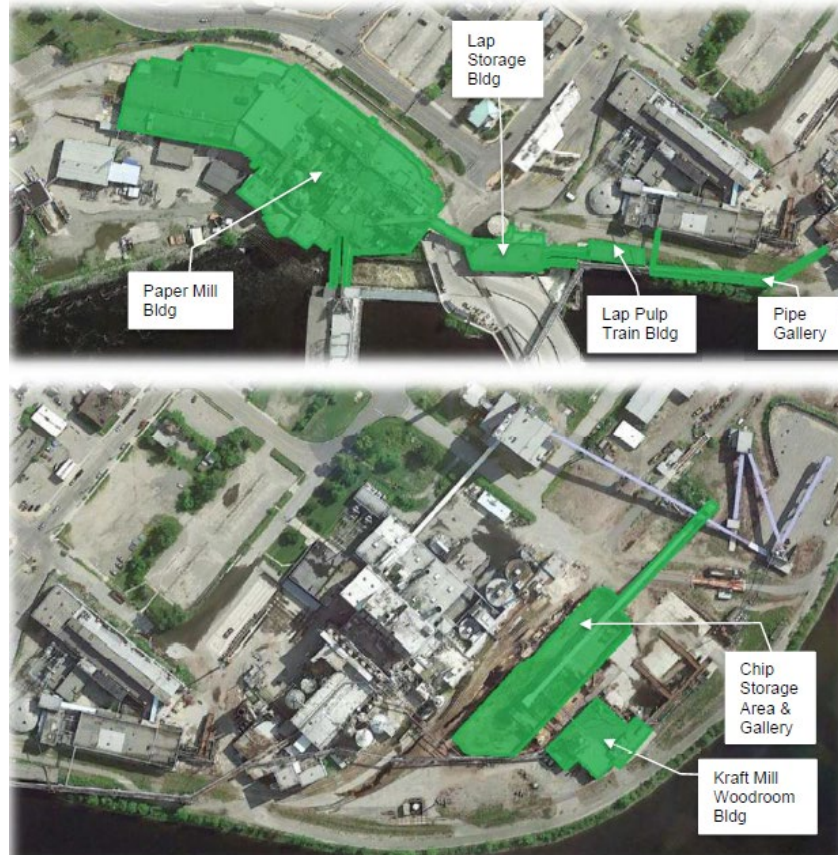 Lap
Storage
Bldg
Paper Mill
Bldg
Lap Pulp
Train Bldg
Pipe
Gallery
Chip
Storage
Area &
Gallery
Kraft Mill
Woodroom
Bldg